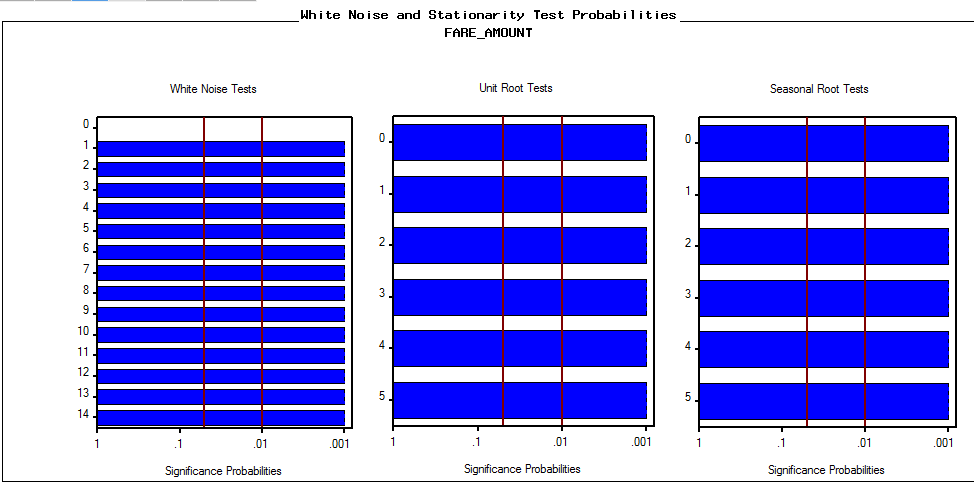 White Noise and Stationarity Test Probabilities
FARE_AMOUNT
White Noise Tests
0
1
2
3
4
5
6
7
8
9
10
11
12
13
14
1 .1 .01 .001
Significance Probabilities
Unit Root Tests
0
1
2
3
4
5
1 .1 .01 .001
Significance Probabilities
Seasonal Root Tests
0
1
2
3
4
5
1 .1 .01 .001
Significance Probabilities